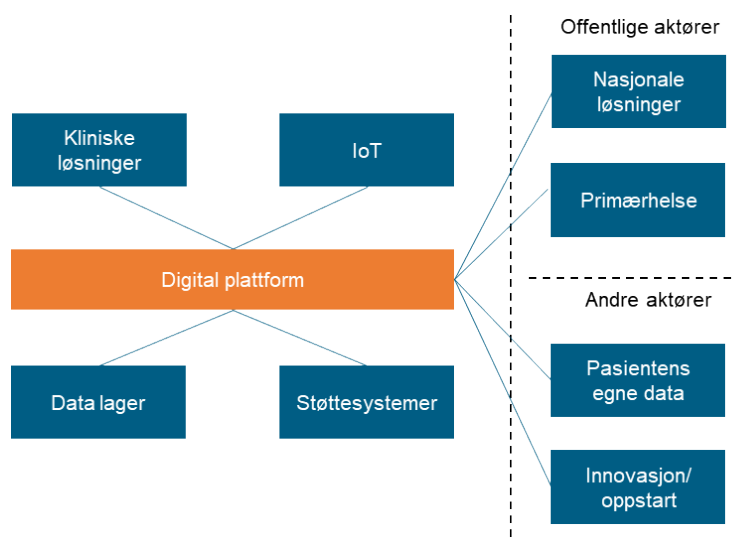 Offentlige aktører
Nasjonale
løsninger
Kliniske
løsninger
IoT
Primærhelse
Digital plattform
Andre aktører
Pasientens
egne data
Data lager
Støttesystemer
Innovasjon/
oppstart